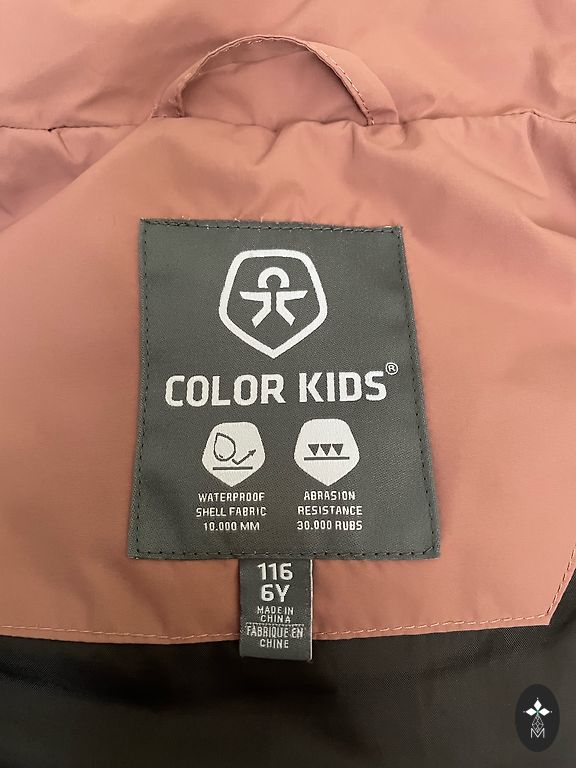 COLOR KIDS®
WATERPROOF
SHELL FABRIC
10.000 MM
ABRASION
RESISTANCE
30.000 RUBS
116
6Y
MADE IN
CHINA
FABRIQUÉ EN
CHINE
M